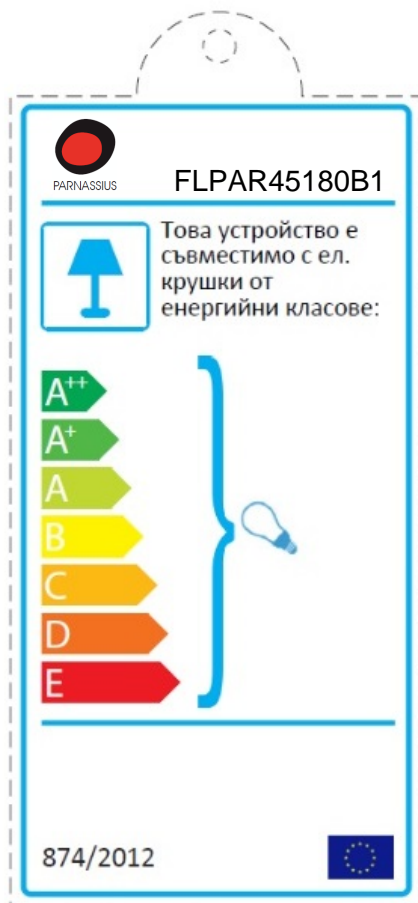 PARNASSIUS
FLPAR45180B1
Това устройство е
съвместимо с ел.
крушки от
енергийни класове:
A++
A+
A
B
C
D
E
874/2012